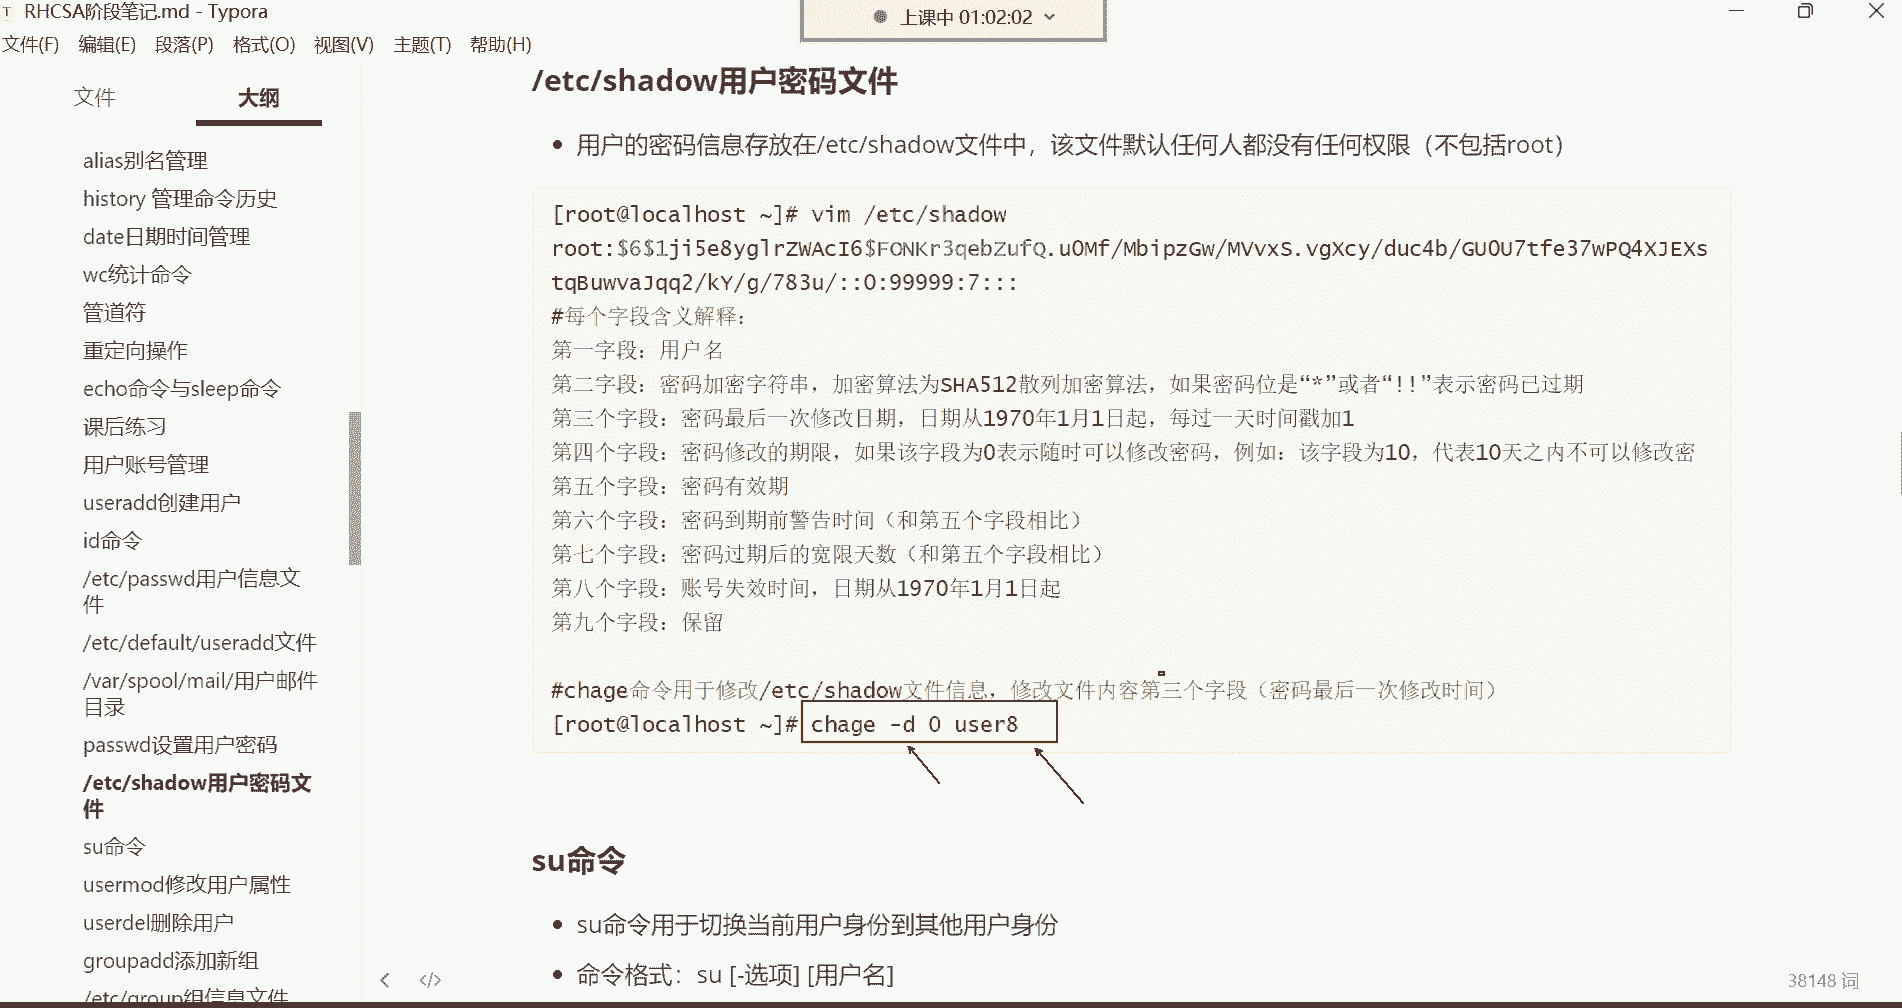 T RHCSA阶段笔记.md - Typora
上课中 01:02:02
文件(F) 编辑(E) 段落(P) 格式(O) 视图(V) 主题(T) 帮助(H)
文件 大纲
alias别名管理
history 管理命令历史
date日期时间管理
wc统计命令
管道符
重定向操作
echo命令与sleep命令
课后练习
用户账号管理
useradd创建用户
id命令
/etc/passwd用户信息文
件
/etc/default/useradd文件
/var/spool/mail/用户邮件
目录
passwd设置用户密码
/etc/shadow用户密码文
件
su命令
usermod修改用户属性
userdel删除用户
groupadd添加新组
/etc/group组信息文件
/etc/shadow用户密码文件
• 用户的密码信息存放在/etc/shadow文件中，该文件默认任何人都没有任何权限（不包括root）
[root@localhost ~]# vim /etc/shadow
root:$6$1ji5e8yglrZWAcI6$FONKr3qebZufQ.u0Mf/MbipzGw/MVvxS.vgXcy/duc4b/GU0U7tfe37wPQ4XJEXs
tqBuwvaJqq2/kY/g/783u/::0:99999:7:::
#每个字段含义解释：
第一字段：用户名
第二字段：密码加密字符串，加密算法为SHA512散列加密算法，如果密码位是“*”或者“!!”表示密码已过期
第三个字段：密码最后一次修改日期，日期从1970年1月1日起，每过一天时间戳加1
第四个字段：密码修改的期限，如果该字段为0表示随时可以修改密码，例如：该字段为10，代表10天之内不可以修改密
第五个字段：密码有效期
第六个字段：密码到期前警告时间（和第五个字段相比）
第七个字段：密码过期后的宽限天数（和第五个字段相比）
第八个字段：账号失效时间，日期从1970年1月1日起
第九个字段：保留
#chage命令用于修改/etc/shadow文件信息，修改文件内容第三个字段（密码最后一次修改时间）
[root@localhost ~]# chage -d 0 user8
su命令
• su命令用于切换当前用户身份到其他用户身份
• 命令格式：su [-选项] [用户名]
38148 词